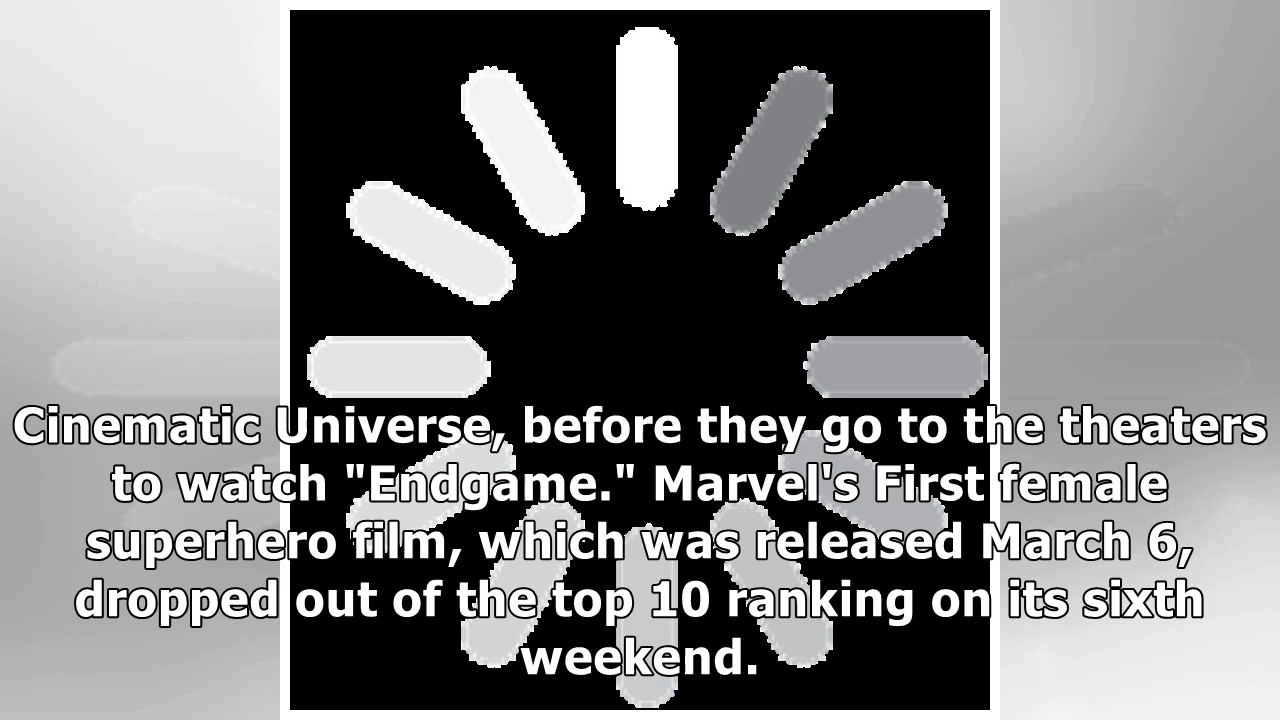 Cinematic Universe, before they go to the theaters
to watch "Endgame." Marvel's First female
superhero film, which was released March 6,
dropped out of the top 10 ranking on its sixth
weekend.